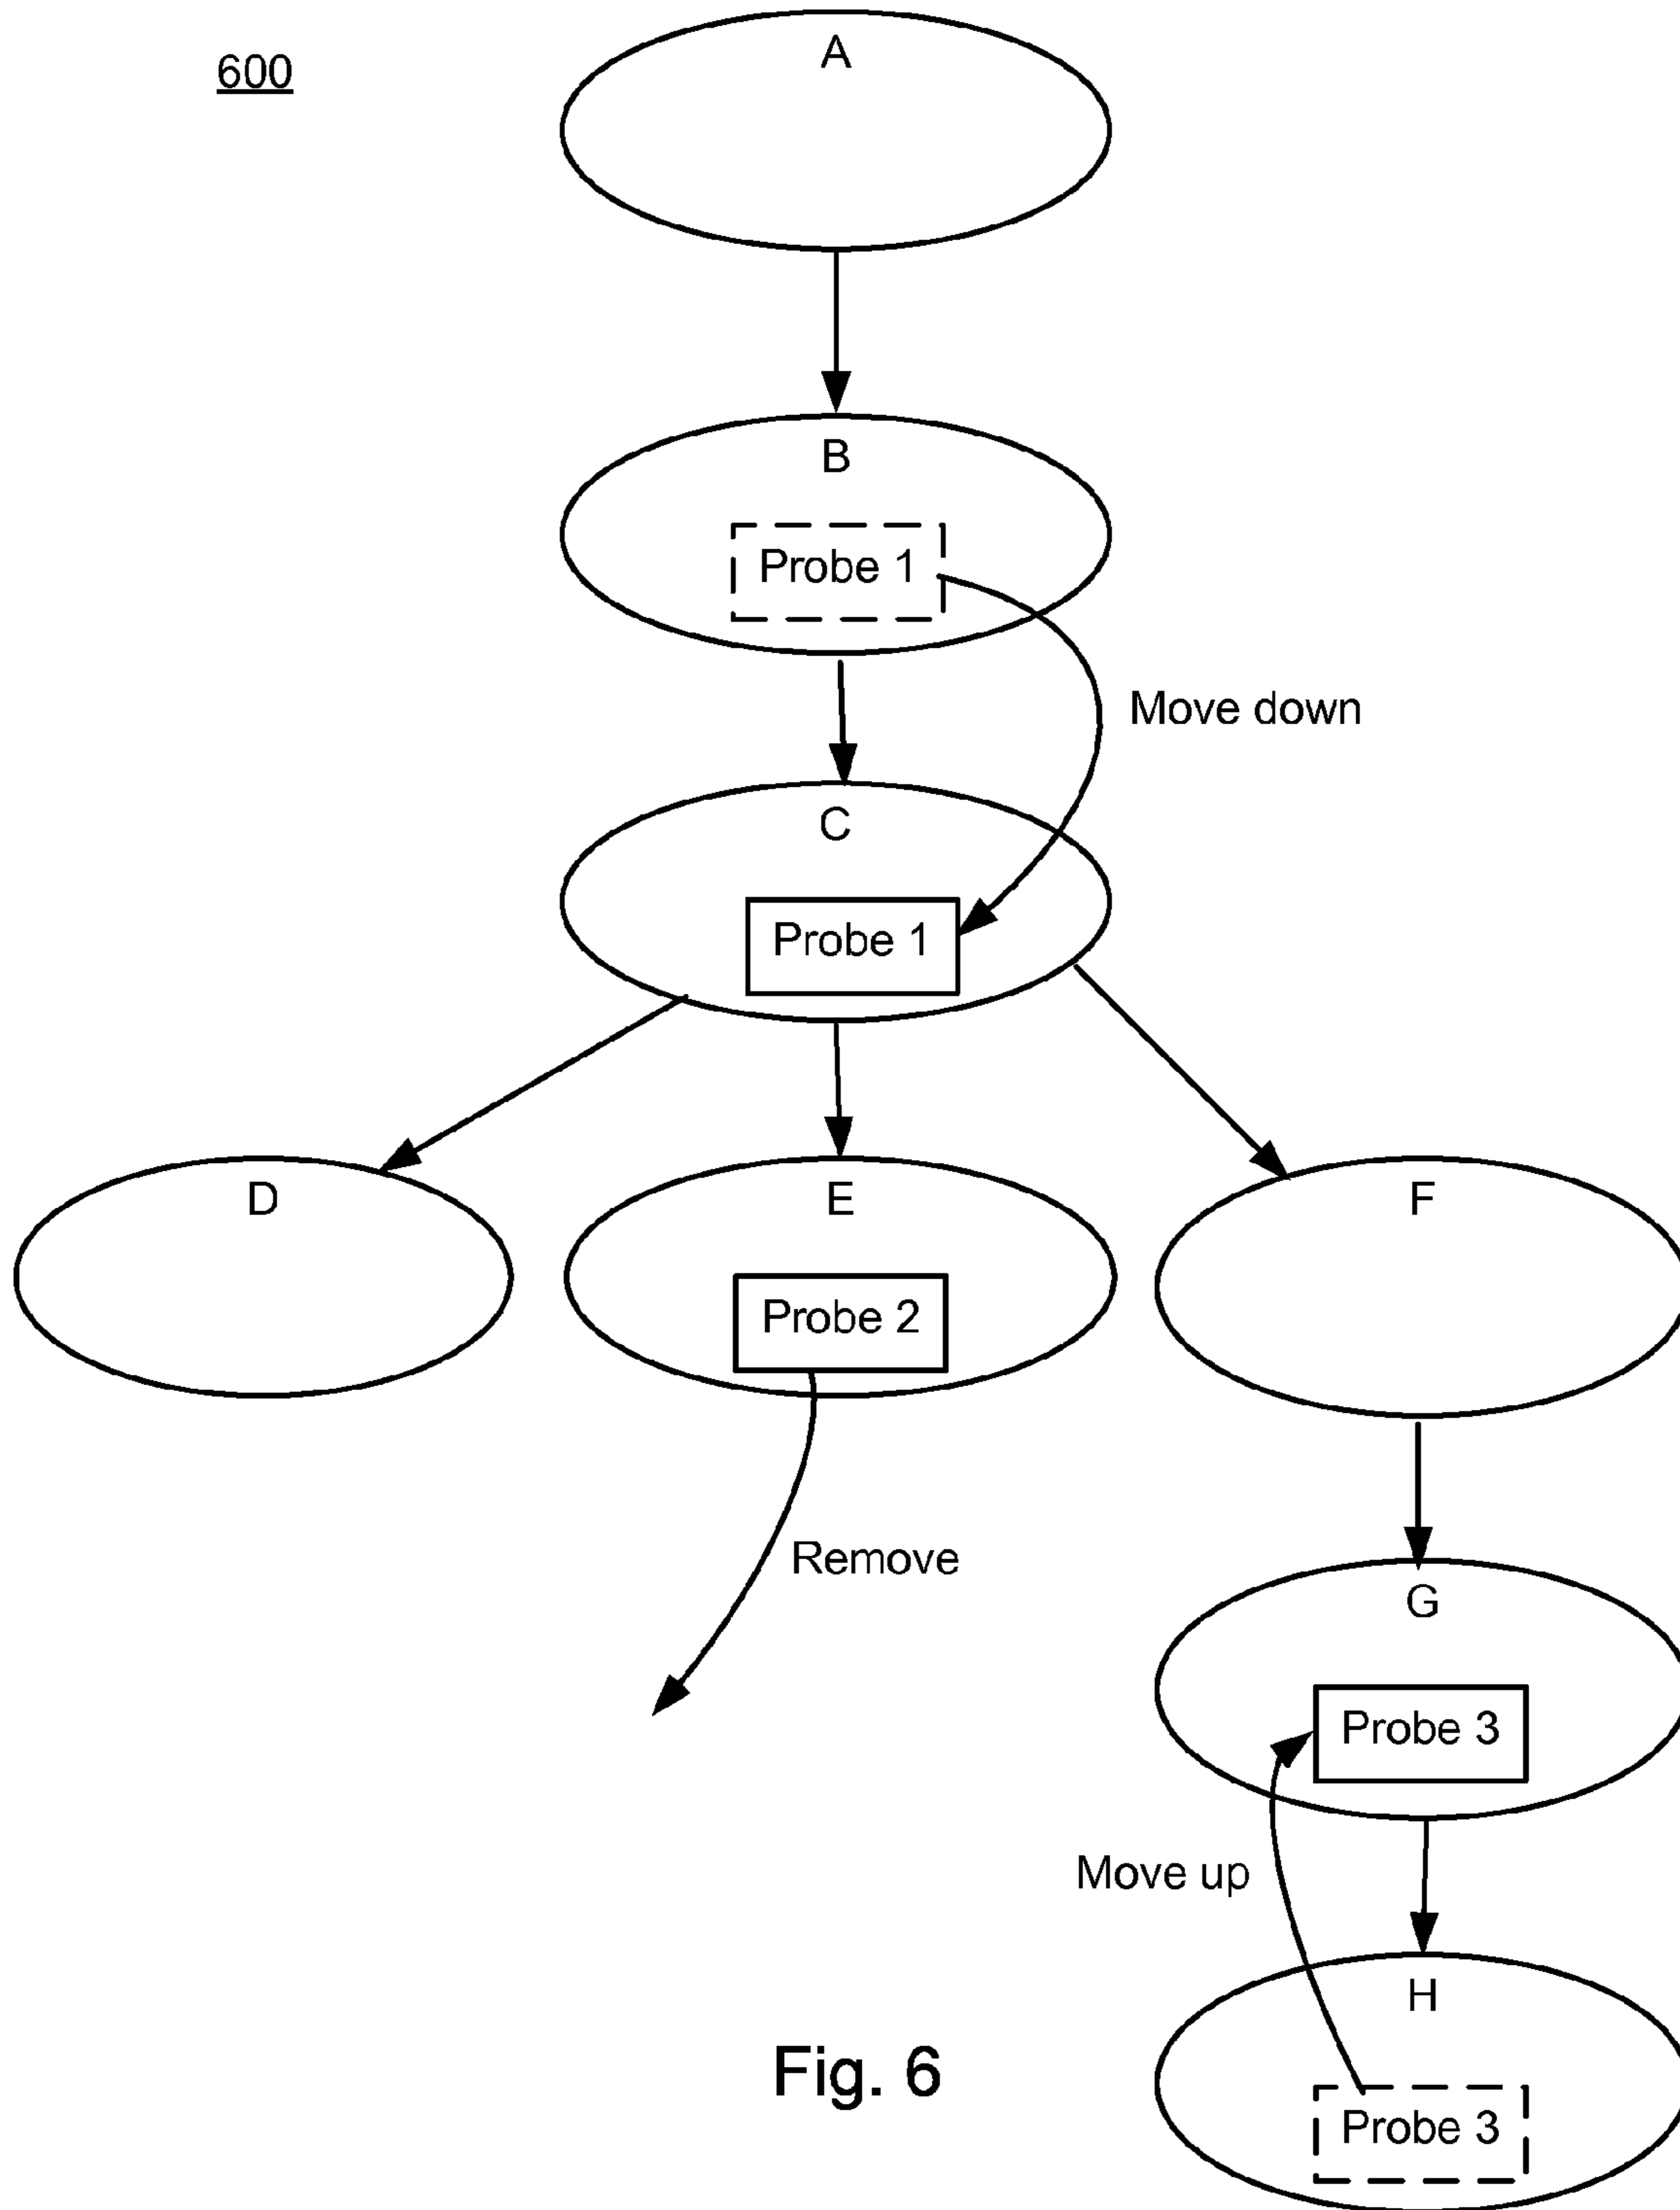 600
A
B
Probe 1
Move down
C
Probe 1
D
E
F
Probe 2
Remove
G
Probe 3
Move up
H
Fig. 6
Probe 3